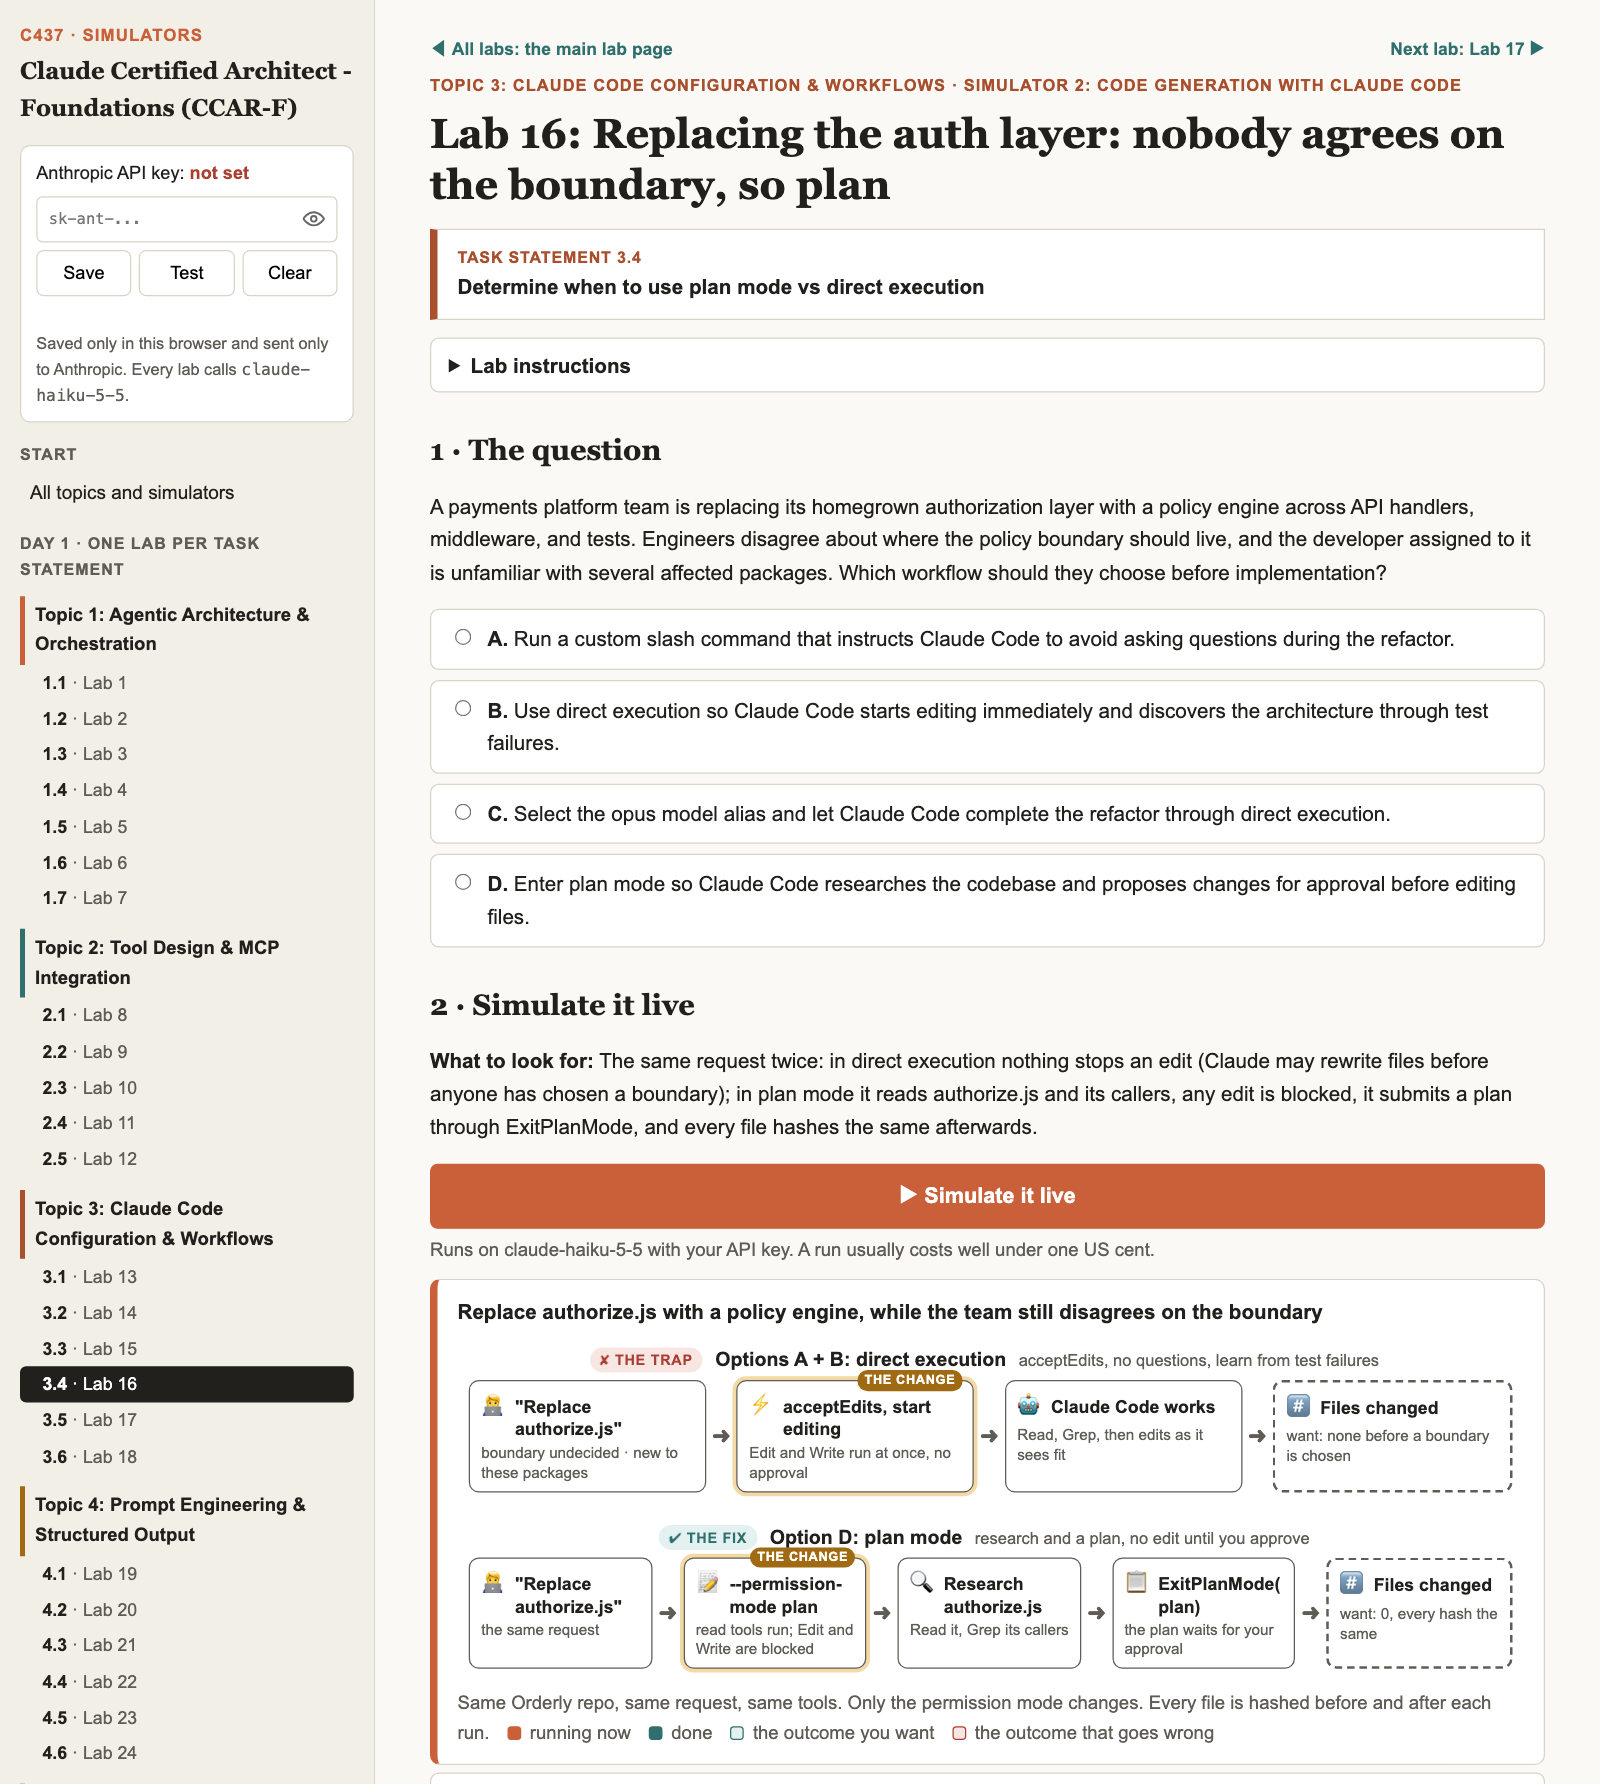 C437 · SIMULATORS
Claude Certified Architect -
Foundations (CCAR-F)
Anthropic API key: not set
sk-ant-...
Save
Test
Clear
Saved only in this browser and sent only
to Anthropic. Every lab calls claude-
haiku-5-5.
START
All topics and simulators
DAY 1 · ONE LAB PER TASK
STATEMENT
Topic 1: Agentic Architecture &
Orchestration
1.1 · Lab 1
1.2 · Lab 2
1.3 · Lab 3
1.4 · Lab 4
1.5 · Lab 5
1.6 · Lab 6
1.7 · Lab 7
Topic 2: Tool Design & MCP
Integration
2.1 · Lab 8
2.2 · Lab 9
2.3 · Lab 10
2.4 · Lab 11
2.5 · Lab 12
Topic 3: Claude Code
Configuration & Workflows
3.1 · Lab 13
3.2 · Lab 14
3.3 · Lab 15
3.4 · Lab 16
3.5 · Lab 17
3.6 · Lab 18
Topic 4: Prompt Engineering &
Structured Output
4.1 · Lab 19
4.2 · Lab 20
4.3 · Lab 21
4.4 · Lab 22
4.5 · Lab 23
4.6 · Lab 24
◀ All labs: the main lab page
Next lab: Lab 17 ▶
TOPIC 3: CLAUDE CODE CONFIGURATION & WORKFLOWS · SIMULATOR 2: CODE GENERATION WITH CLAUDE CODE
Lab 16: Replacing the auth layer: nobody agrees on
the boundary, so plan
TASK STATEMENT 3.4
Determine when to use plan mode vs direct execution
▶ Lab instructions
1 · The question
A payments platform team is replacing its homegrown authorization layer with a policy engine across API handlers,
middleware, and tests. Engineers disagree about where the policy boundary should live, and the developer assigned to it
is unfamiliar with several affected packages. Which workflow should they choose before implementation?
A. Run a custom slash command that instructs Claude Code to avoid asking questions during the refactor.
B. Use direct execution so Claude Code starts editing immediately and discovers the architecture through test
failures.
C. Select the opus model alias and let Claude Code complete the refactor through direct execution.
D. Enter plan mode so Claude Code researches the codebase and proposes changes for approval before editing
files.
2 · Simulate it live
What to look for: The same request twice: in direct execution nothing stops an edit (Claude may rewrite files before
anyone has chosen a boundary); in plan mode it reads authorize.js and its callers, any edit is blocked, it submits a plan
through ExitPlanMode, and every file hashes the same afterwards.
▶ Simulate it live
Runs on claude-haiku-5-5 with your API key. A run usually costs well under one US cent.
Replace authorize.js with a policy engine, while the team still disagrees on the boundary
✘ THE TRAP Options A + B: direct execution acceptEdits, no questions, learn from test failures
THE CHANGE
"Replace
authorize.js"
boundary undecided · new to
these packages
➜
acceptEdits, start
editing
Edit and Write run at once, no
approval
➜
Claude Code works
Read, Grep, then edits as it
sees fit
➜
# Files changed
want: none before a boundary
is chosen
✔ THE FIX Option D: plan mode research and a plan, no edit until you approve
THE CHANGE
"Replace
authorize.js"
the same request
➜
--permission-
mode plan
read tools run; Edit and
Write are blocked
➜
Research
authorize.js
Read it, Grep its callers
➜
ExitPlanMode(
plan)
the plan waits for your
approval
➜
# Files changed
want: 0, every hash the
same
Same Orderly repo, same request, same tools. Only the permission mode changes. Every file is hashed before and after each
run. running now done the outcome you want the outcome that goes wrong